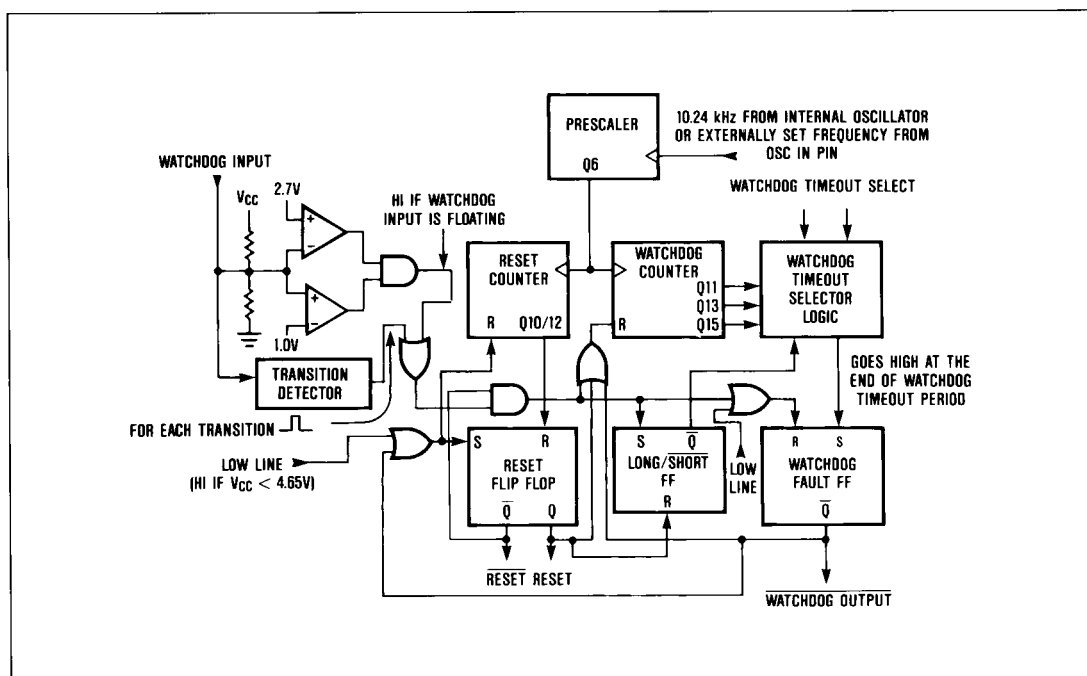 PRESCALER
Q6
10.24 kHz FROM INTERNAL OSCILLATOR
OR EXTERNALLY SET FREQUENCY FROM
OSC IN PIN
WATCHDOG INPUT
VCC
2.7V
+
−
+
−
1.0V
HI IF WATCHDOG
INPUT IS FLOATING
WATCHDOG TIMEOUT SELECT
RESET
COUNTER
R Q10/12
WATCHDOG
COUNTER
Q11
Q13
Q15
R
WATCHDOG
TIMEOUT
SELECTOR
LOGIC
TRANSITION
DETECTOR
FOR EACH TRANSITION
GOES HIGH AT THE
END OF WATCHDOG
TIMEOUT PERIOD
LOW LINE
(HI IF VCC < 4.65V)
S R
RESET
FLIP FLOP
Q̅ Q
S Q̅
LONG/S̅H̅O̅R̅T̅
FF
R
LOW
LINE
R S
WATCHDOG
FAULT FF
Q̅
R̅E̅S̅E̅T̅ RESET
W̅A̅T̅C̅H̅D̅O̅G̅ O̅U̅T̅P̅U̅T̅